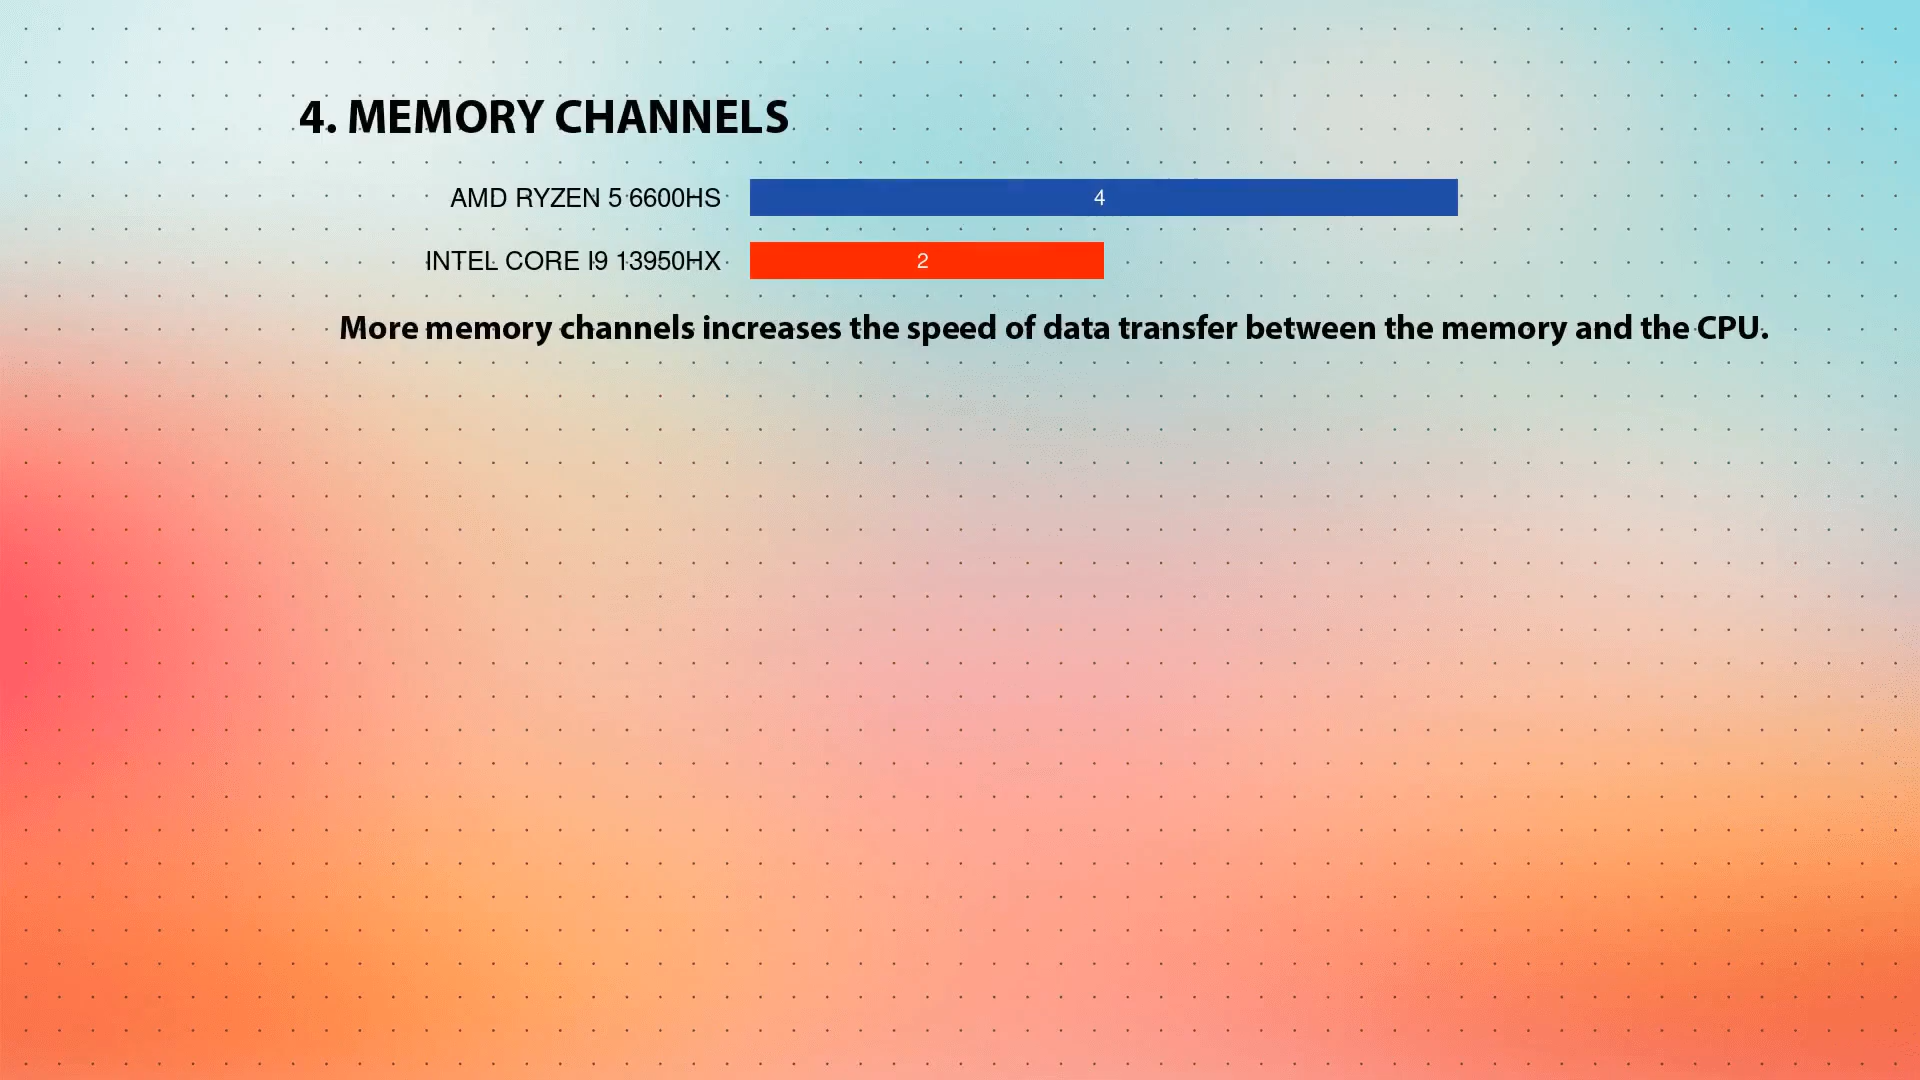 4. MEMORY CHANNELS
AMD RYZEN 5 6600HS
4
INTEL CORE I9 13950HX
2
More memory channels increases the speed of data transfer between the memory and the CPU.